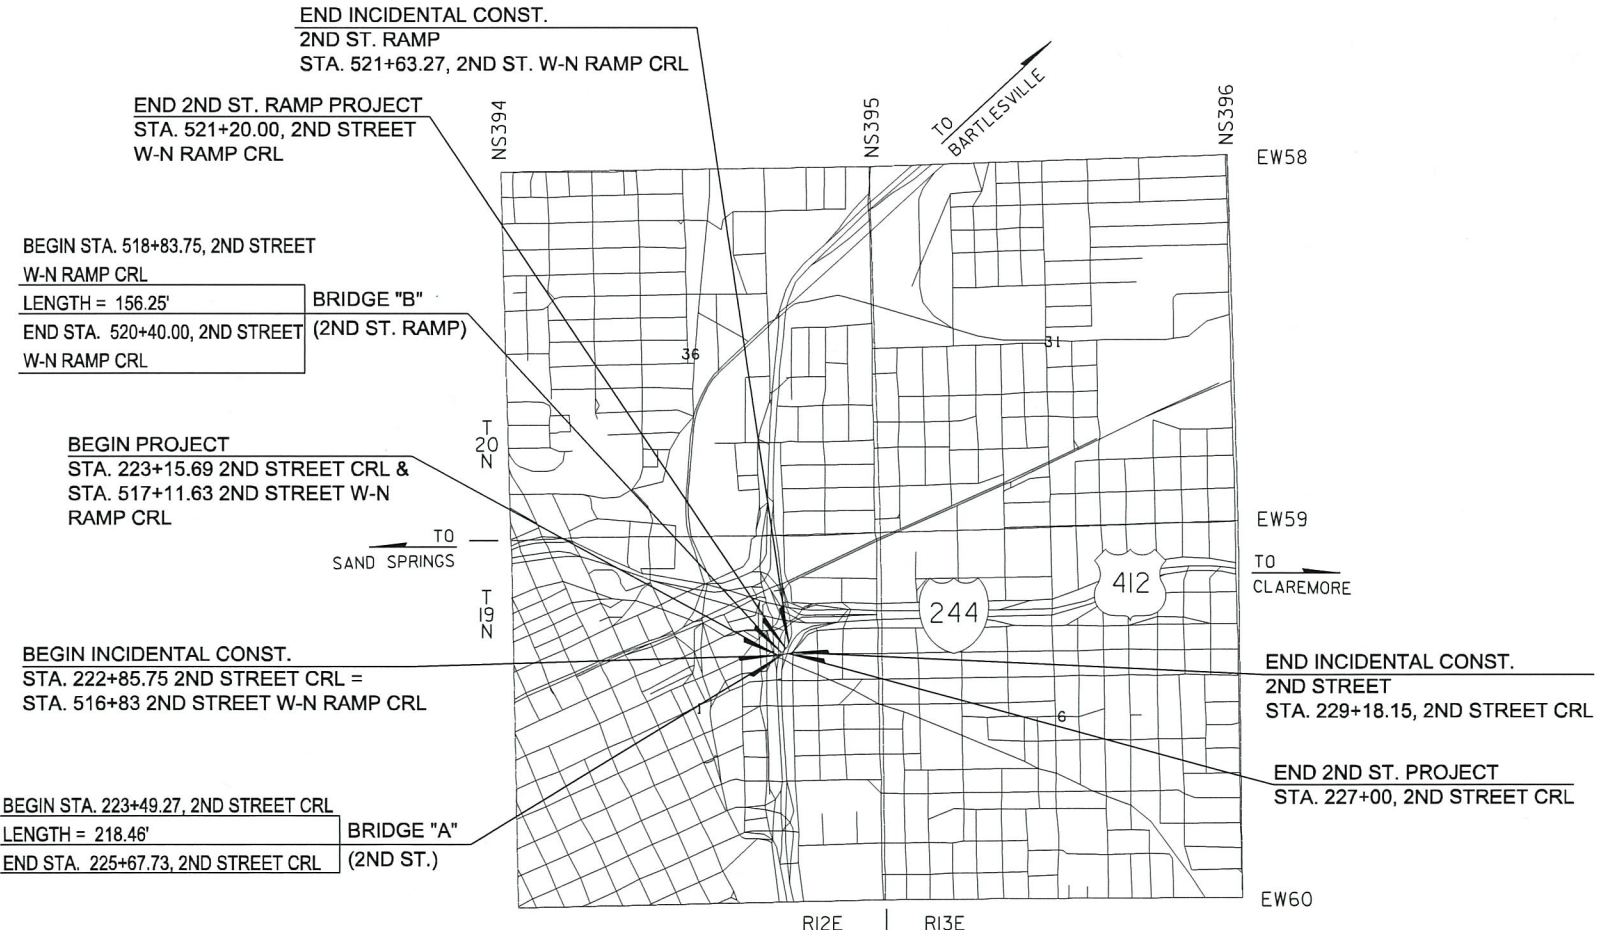 END INCIDENTAL CONST.
2ND ST. RAMP
STA. 521+63.27, 2ND ST. W-N RAMP CRL
END 2ND ST. RAMP PROJECT
STA. 521+20.00, 2ND STREET
W-N RAMP CRL
NS394
NS395
NS396
TO
BARTLESVILLE
EW58
BEGIN STA. 518+83.75, 2ND STREET
W-N RAMP CRL
LENGTH = 156.25'
END STA. 520+40.00, 2ND STREET
W-N RAMP CRL
BRIDGE "B"
(2ND ST. RAMP)
36
31
BEGIN PROJECT
STA. 223+15.69 2ND STREET CRL &
STA. 517+11.63 2ND STREET W-N
RAMP CRL
T
20
N
EW59
TO
SAND SPRINGS
TO
CLAREMORE
412
244
T
19
N
BEGIN INCIDENTAL CONST.
STA. 222+85.75 2ND STREET CRL =
STA. 516+83 2ND STREET W-N RAMP CRL
1
6
END INCIDENTAL CONST.
2ND STREET
STA. 229+18.15, 2ND STREET CRL
END 2ND ST. PROJECT
STA. 227+00, 2ND STREET CRL
BEGIN STA. 223+49.27, 2ND STREET CRL
LENGTH = 218.46'
END STA. 225+67.73, 2ND STREET CRL
BRIDGE "A"
(2ND ST.)
EW60
R12E | R13E